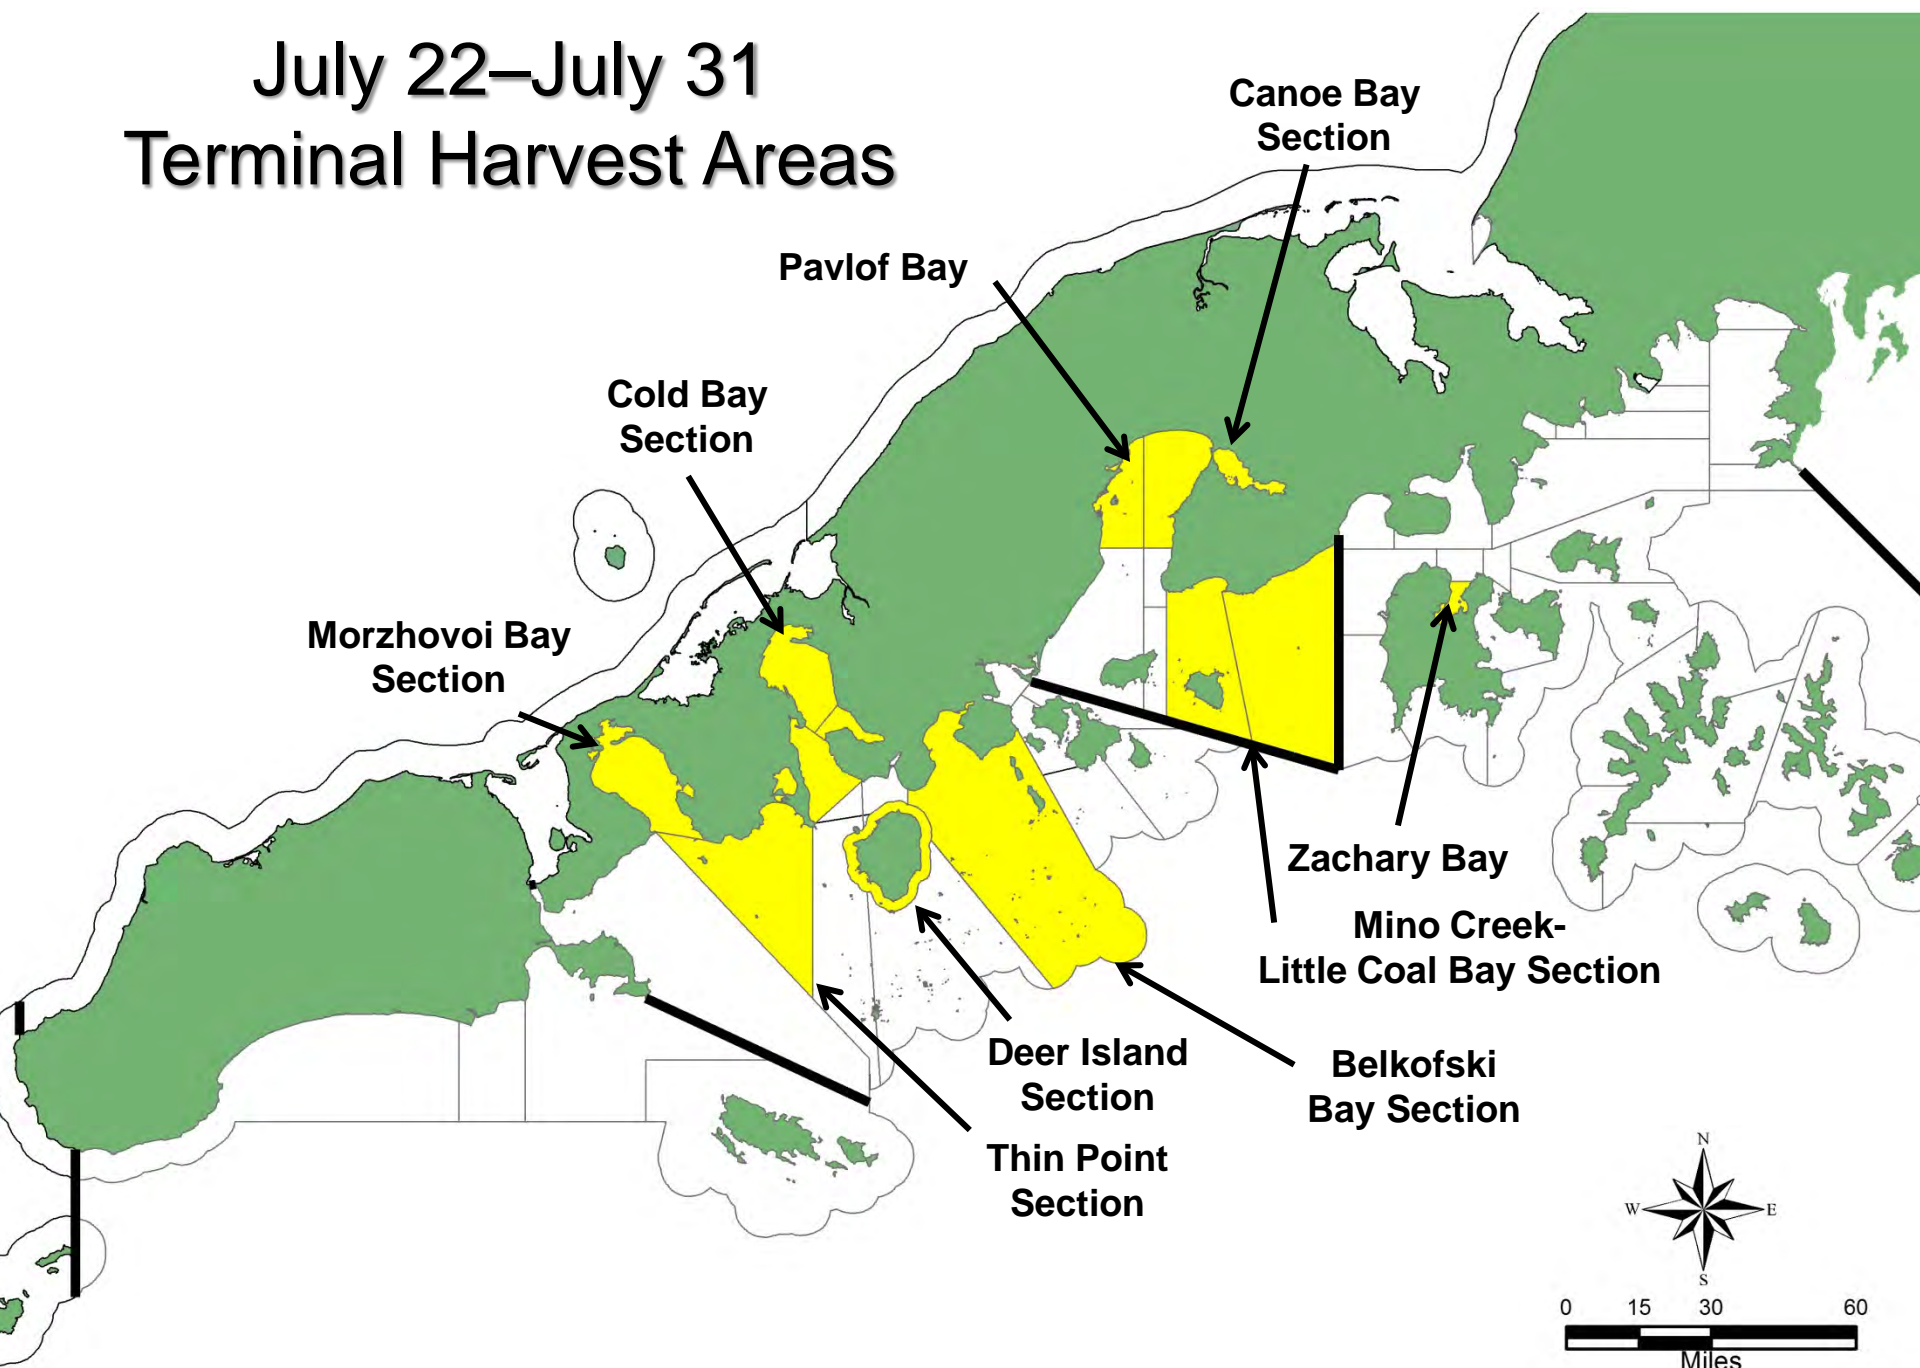 July 22–July 31
Terminal Harvest Areas
Canoe Bay
Section
Pavlof Bay
Cold Bay
Section
Morzhovoi Bay
Section
Zachary Bay
Mino Creek-
Little Coal Bay Section
Deer Island
Section
Belkofski
Bay Section
Thin Point
Section
N
W E
S
0 15 30 60
Miles